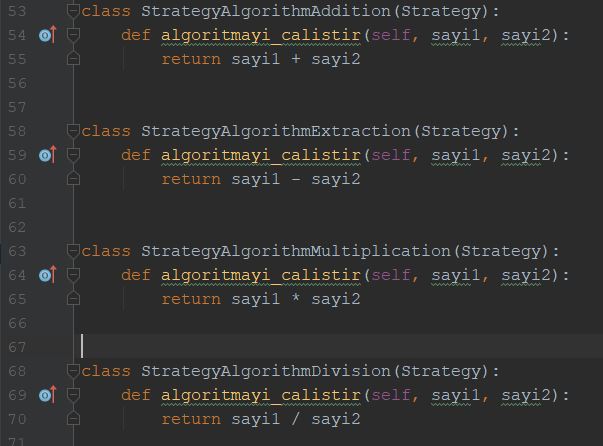 53 class StrategyAlgorithmAddition(Strategy):
54 def algoritmayi_calistir(self, sayi1, sayi2):
55 return sayi1 + sayi2
56
57
58 class StrategyAlgorithmExtraction(Strategy):
59 def algoritmayi_calistir(self, sayi1, sayi2):
60 return sayi1 - sayi2
61
62
63 class StrategyAlgorithmMultiplication(Strategy):
64 def algoritmayi_calistir(self, sayi1, sayi2):
65 return sayi1 * sayi2
66
67
68 class StrategyAlgorithmDivision(Strategy):
69 def algoritmayi_calistir(self, sayi1, sayi2):
70 return sayi1 / sayi2
71